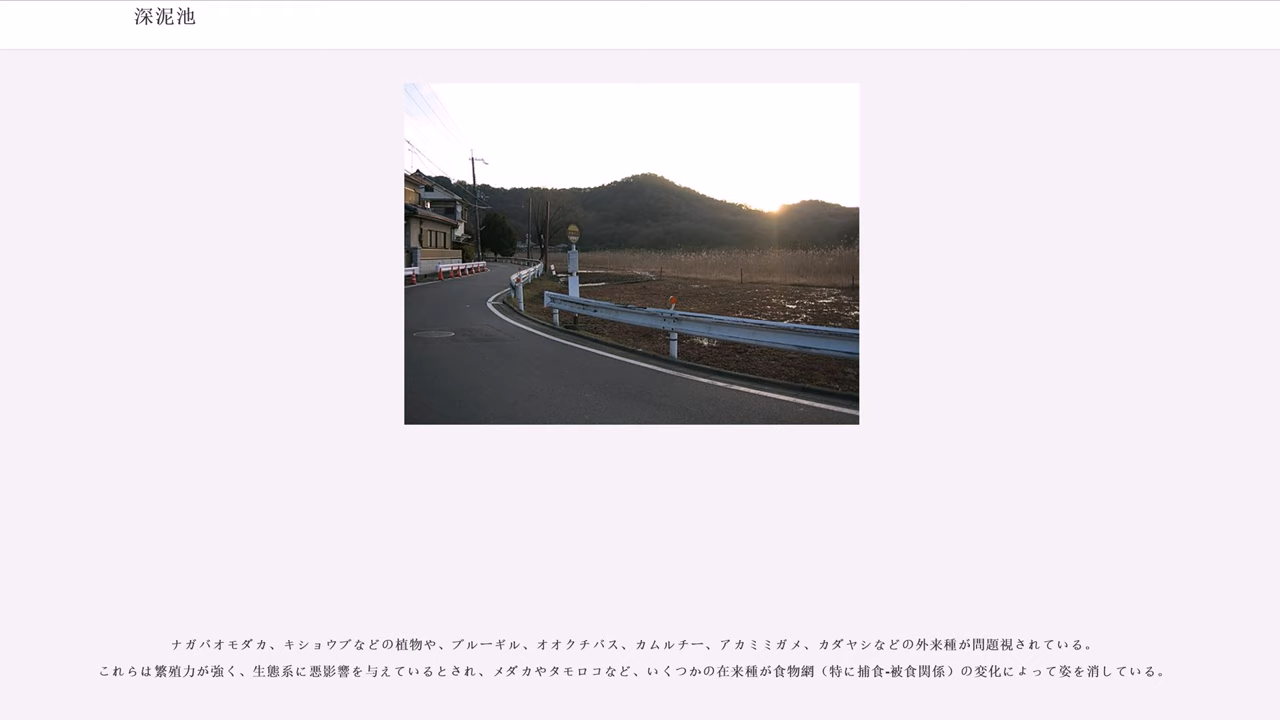 深泥池
ナガバオモダカ、キショウブなどの植物や、ブルーギル、オオクチバス、カムルチー、アカミミガメ、カダヤシなどの外来種が問題視されている。
これらは繁殖力が強く、生態系に悪影響を与えているとされ、メダカやタモロコなど、いくつかの在来種が食物網（特に捕食-被食関係）の変化によって姿を消している。